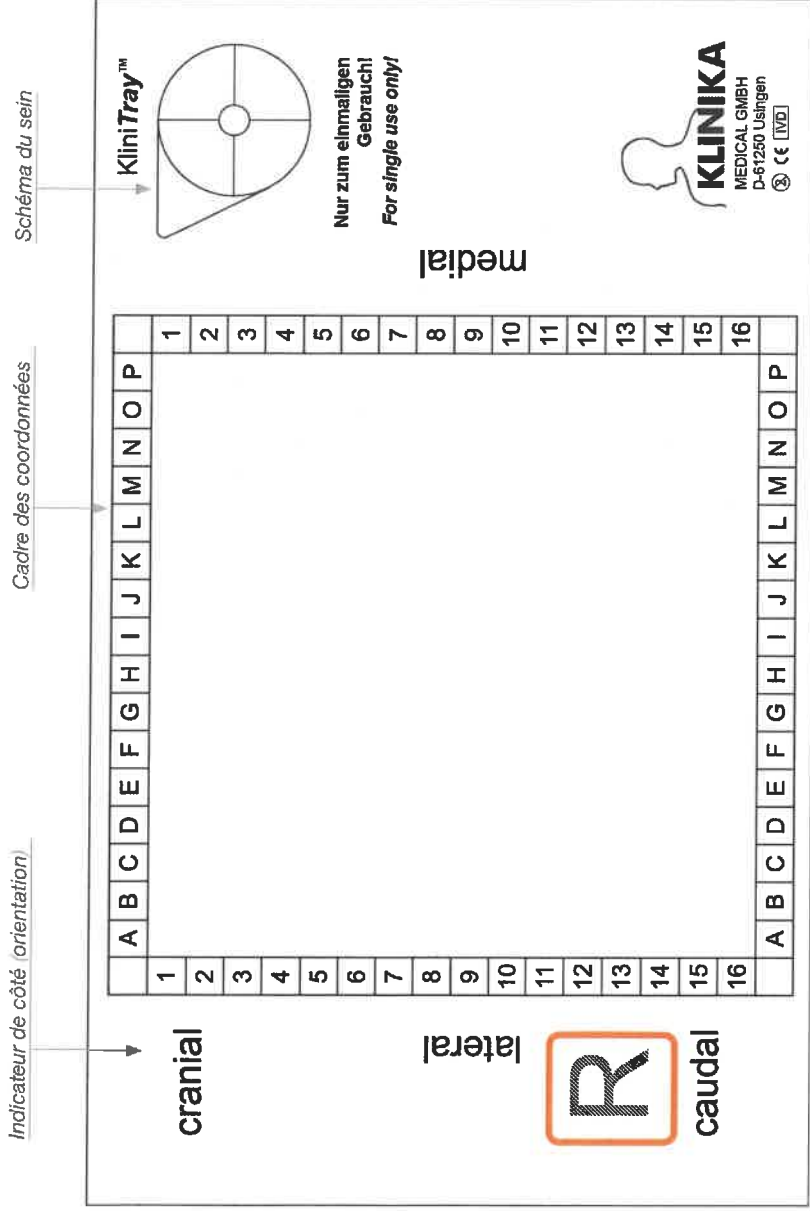 Indicateur de côté (orientation)
Cadre des coordonnées
Schéma du sein
cranial
lateral
R
caudal
A B C D E F G H I J K L M N O P
1 1
2 2
3 3
4 4
5 5
6 6
7 7
8 8
9 9
10 10
11 11
12 12
13 13
14 14
15 15
16 16
A B C D E F G H I J K L M N O P
medial
KliniTray™
Nur zum einmaligen
Gebrauch!
For single use only!
KLINIKA
MEDICAL GMBH
D-61250 Usingen
2 CE IVD